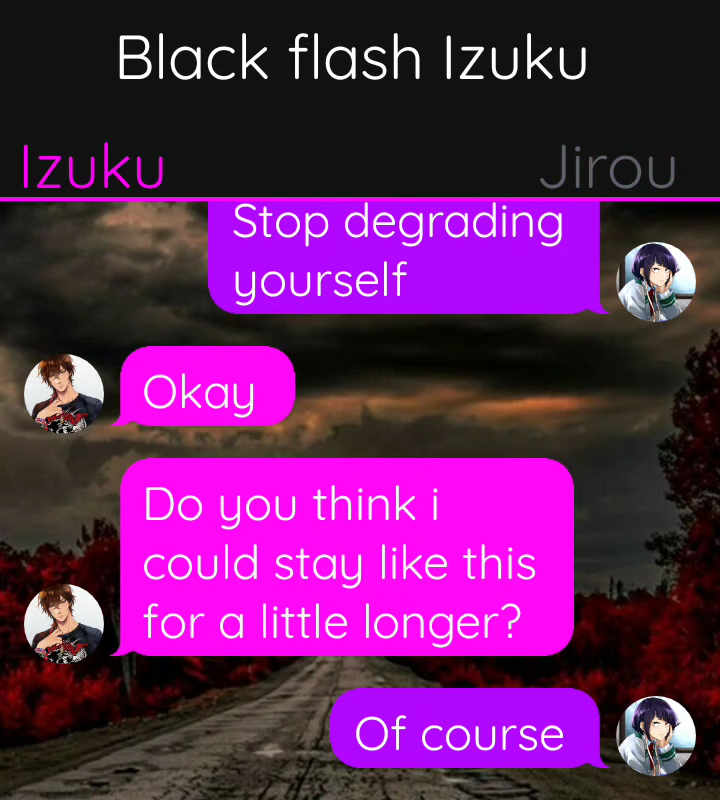 Black flash Izuku
Izuku
Jirou
Stop degrading
yourself
Okay
Do you think i
could stay like this
for a little longer?
Of course